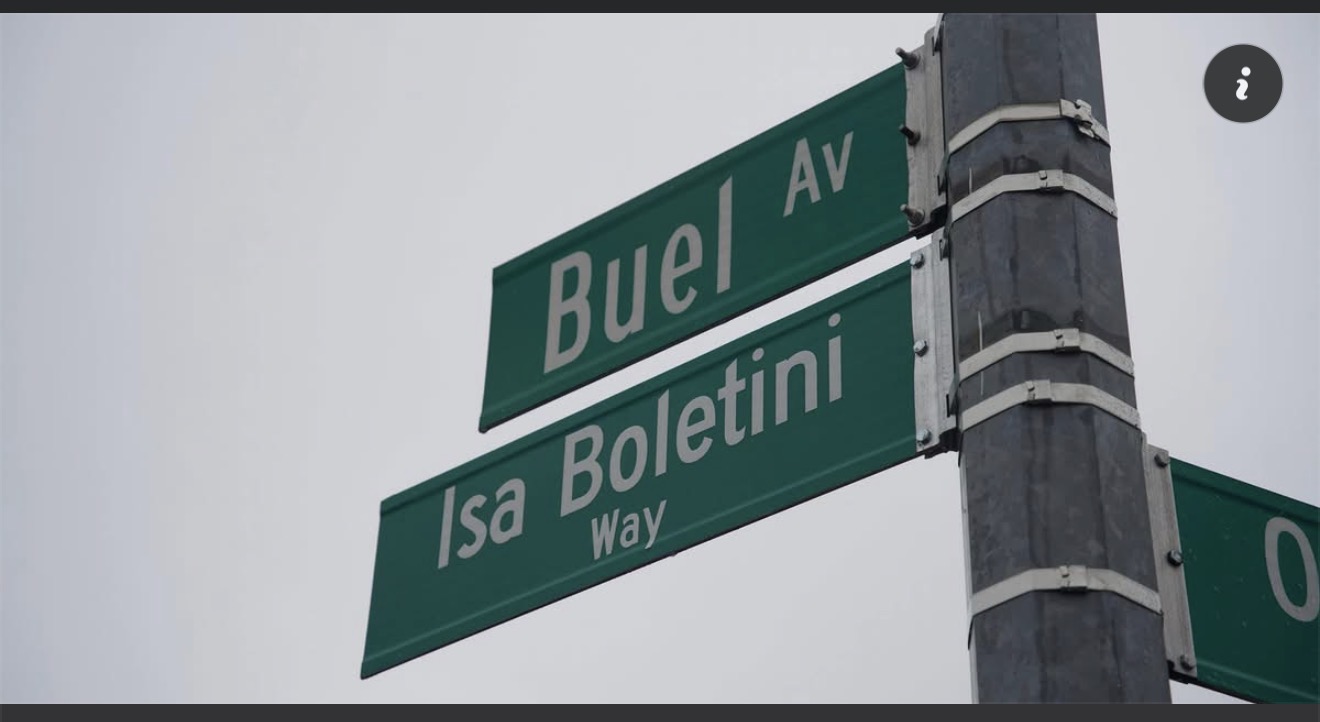 Buel Av
Isa Boletini
Way